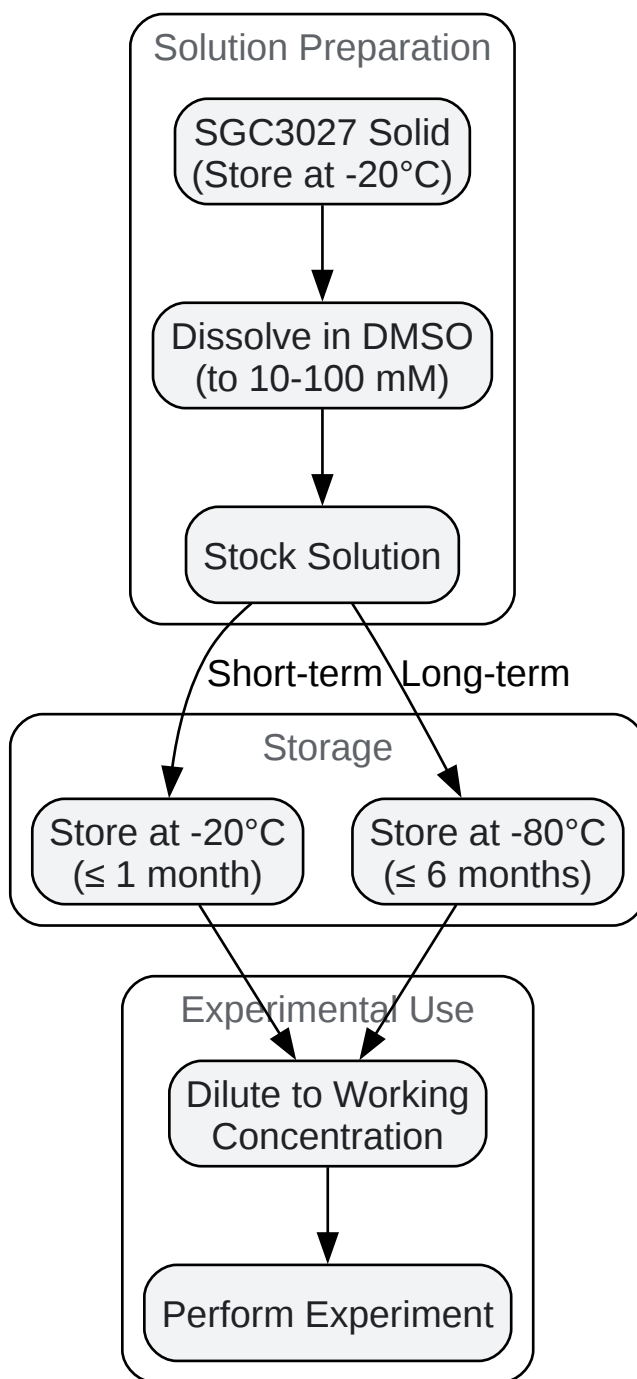 Solution Preparation
SGC3027 Solid
(Store at -20°C)
Dissolve in DMSO
(to 10-100 mM)
Stock Solution
Short-term
Long-term
Storage
Store at -20°C
(≤ 1 month)
Store at -80°C
(≤ 6 months)
Experimental Use
Dilute to Working
Concentration
Perform Experiment